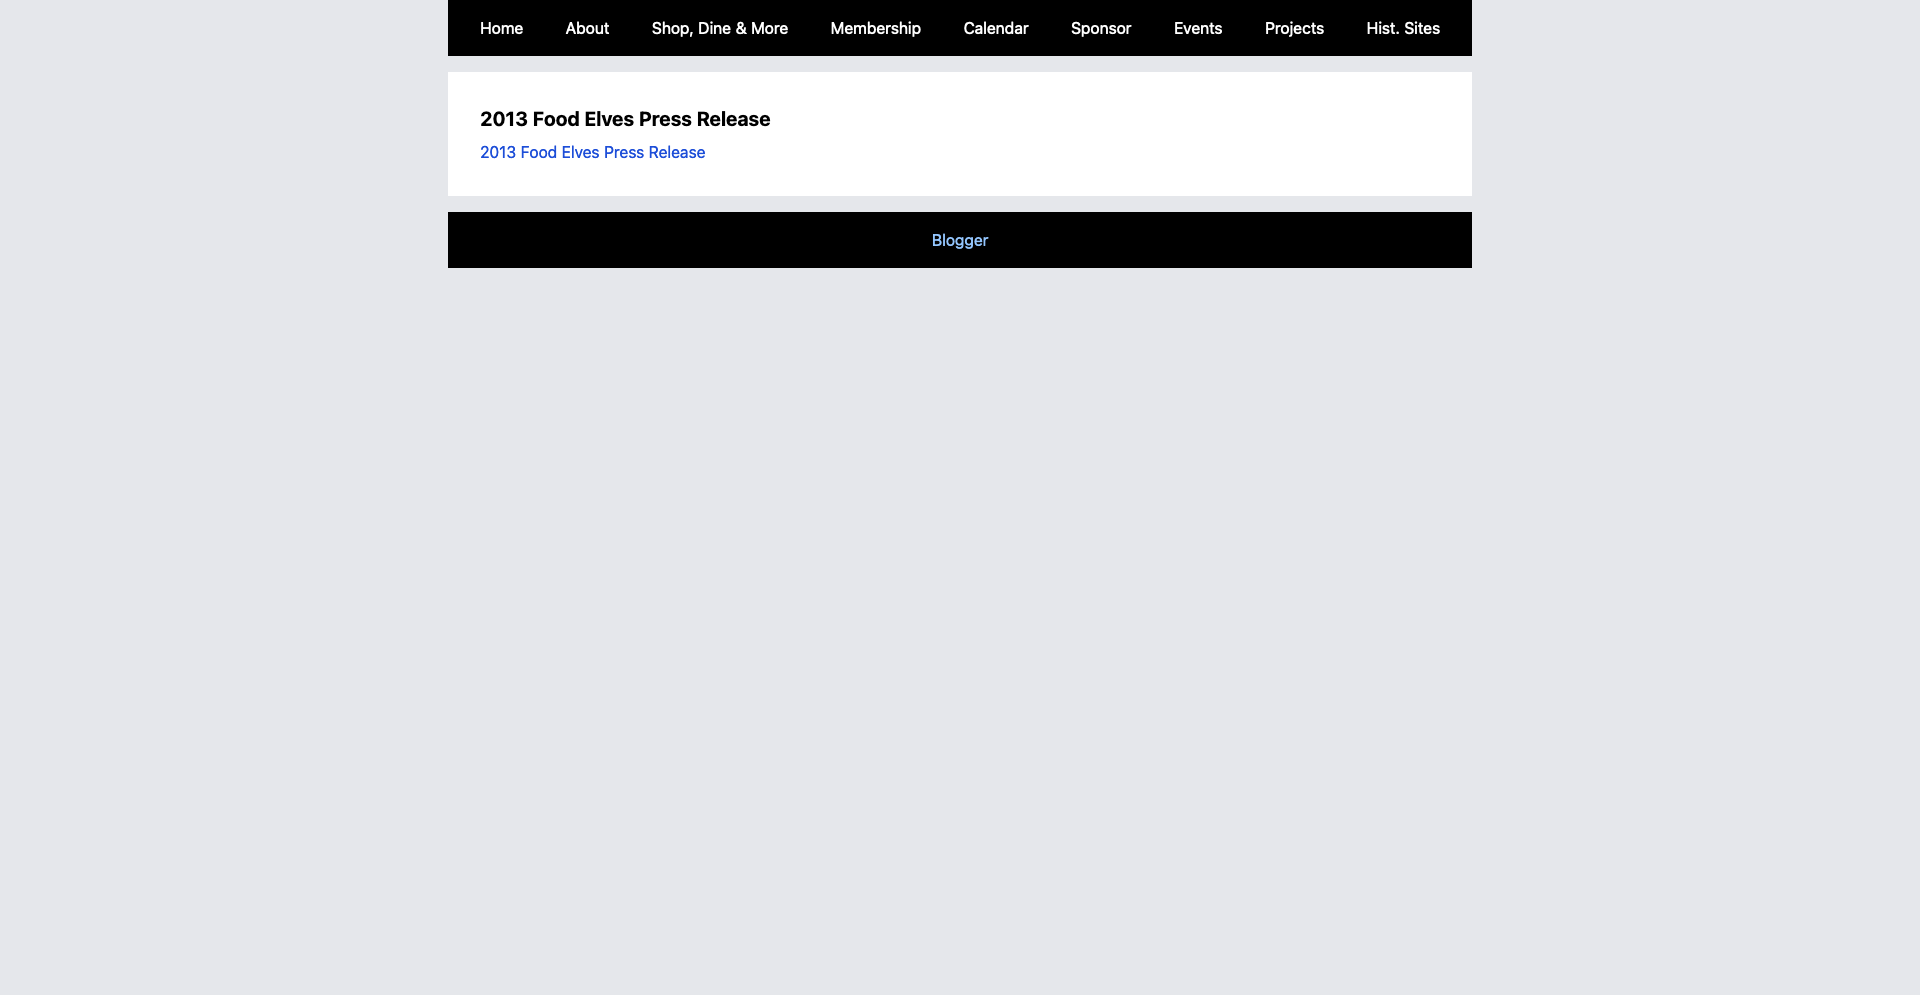 Home About Shop, Dine & More Membership Calendar Sponsor Events Projects Hist. Sites
2013 Food Elves Press Release
2013 Food Elves Press Release
Blogger